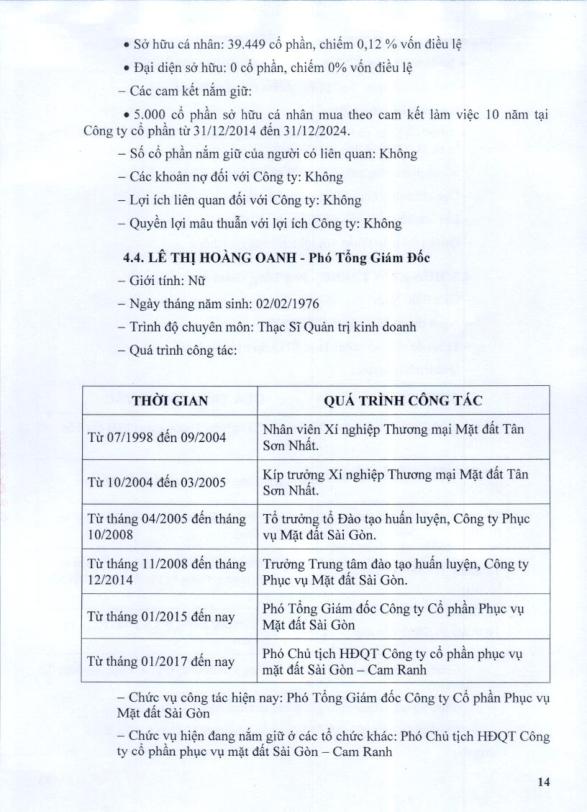 • Sở hữu cá nhân: 39.449 cổ phần, chiếm 0,12 % vốn điều lệ
• Đại diện sở hữu: 0 cổ phần, chiếm 0% vốn điều lệ
– Các cam kết nắm giữ:
• 5.000 cổ phần sở hữu cá nhân mua theo cam kết làm việc 10 năm tại
Công ty cổ phần từ 31/12/2014 đến 31/12/2024.
– Số cổ phần nắm giữ của người có liên quan: Không
– Các khoản nợ đối với Công ty: Không
– Lợi ích liên quan đối với Công ty: Không
– Quyền lợi mâu thuẫn với lợi ích Công ty: Không
4.4. LÊ THỊ HOÀNG OANH - Phó Tổng Giám Đốc
– Giới tính: Nữ
– Ngày tháng năm sinh: 02/02/1976
– Trình độ chuyên môn: Thạc Sĩ Quản trị kinh doanh
– Quá trình công tác:
THỜI GIAN QUÁ TRÌNH CÔNG TÁC
Từ 07/1998 đến 09/2004
Nhân viên Xí nghiệp Thương mại Mặt đất Tân
Sơn Nhất.
Từ 10/2004 đến 03/2005
Kíp trưởng Xí nghiệp Thương mại Mặt đất Tân
Sơn Nhất.
Từ tháng 04/2005 đến tháng
10/2008
Tổ trưởng tổ Đào tạo huấn luyện, Công ty Phục
vụ Mặt đất Sài Gòn.
Từ tháng 11/2008 đến tháng
12/2014
Trưởng Trung tâm đào tạo huấn luyện, Công ty
Phục vụ Mặt đất Sài Gòn.
Từ tháng 01/2015 đến nay
Phó Tổng Giám đốc Công ty Cổ phần Phục vụ
Mặt đất Sài Gòn
Từ tháng 01/2017 đến nay
Phó Chủ tịch HĐQT Công ty cổ phần phục vụ
mặt đất Sài Gòn – Cam Ranh
– Chức vụ công tác hiện nay: Phó Tổng Giám đốc Công ty Cổ Phần Phục vụ
Mặt đất Sài Gòn
– Chức vụ hiện đang nắm giữ ở các tổ chức khác: Phó Chủ tịch HĐQT Công
ty cổ phần phục vụ mặt đất Sài Gòn – Cam Ranh
14